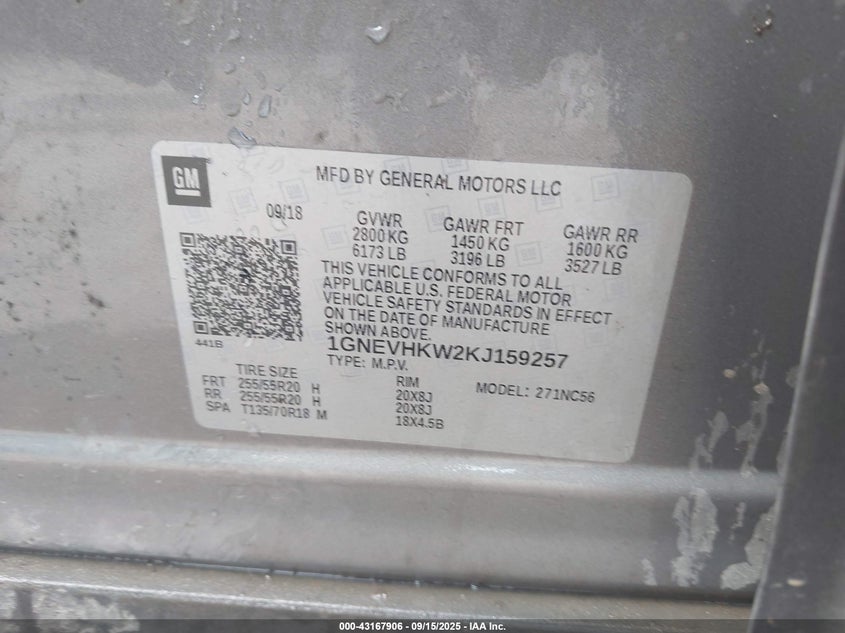 GM
MFD BY GENERAL MOTORS LLC
09/18
GVWR
2800 KG
6173 LB
GAWR FRT
1450 KG
3196 LB
GAWR RR
1600 KG
3527 LB
THIS VEHICLE CONFORMS TO ALL
APPLICABLE U.S. FEDERAL MOTOR
VEHICLE SAFETY STANDARDS IN EFFECT
ON THE DATE OF MANUFACTURE
SHOWN ABOVE.
441B
1GNEVHKW2KJ159257
TYPE: M.P.V.
MODEL: 271NC56
TIRE SIZE
RIM
FRT 255/55R20 H 20X8J
RR 255/55R20 H 20X8J
SPA T135/70R18 M 18X4.5B
000-43167906 - 09/15/2025 - IAA Inc.